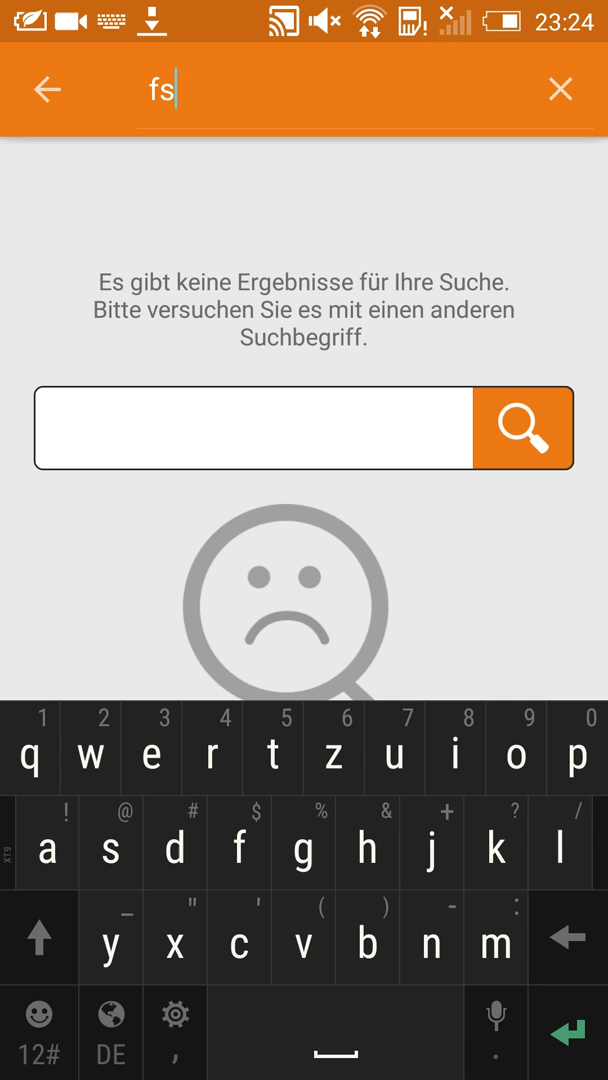 23:24
fs
Es gibt keine Ergebnisse für Ihre Suche.
Bitte versuchen Sie es mit einen anderen
Suchbegriff.
1 2 3 4 5 6 7 8 9 0
q w e r t z u i o p
! @ # $ % & + ? /
XT9 a s d f g h j k l
_ " ' ( ) - :
y x c v b n m
12# DE , .